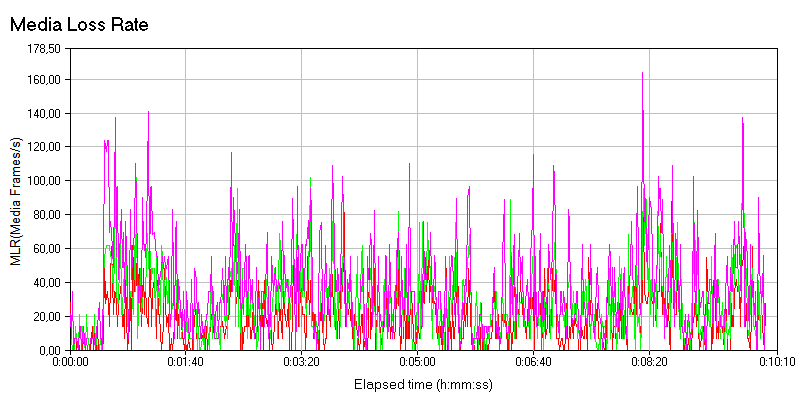 Media Loss Rate
178,50
160,00
140,00
120,00
100,00
80,00
60,00
40,00
20,00
0,00
MLR(Media Frames/s)
0:00:00 0:01:40 0:03:20 0:05:00 0:06:40 0:08:20 0:10:10
Elapsed time (h:mm:ss)